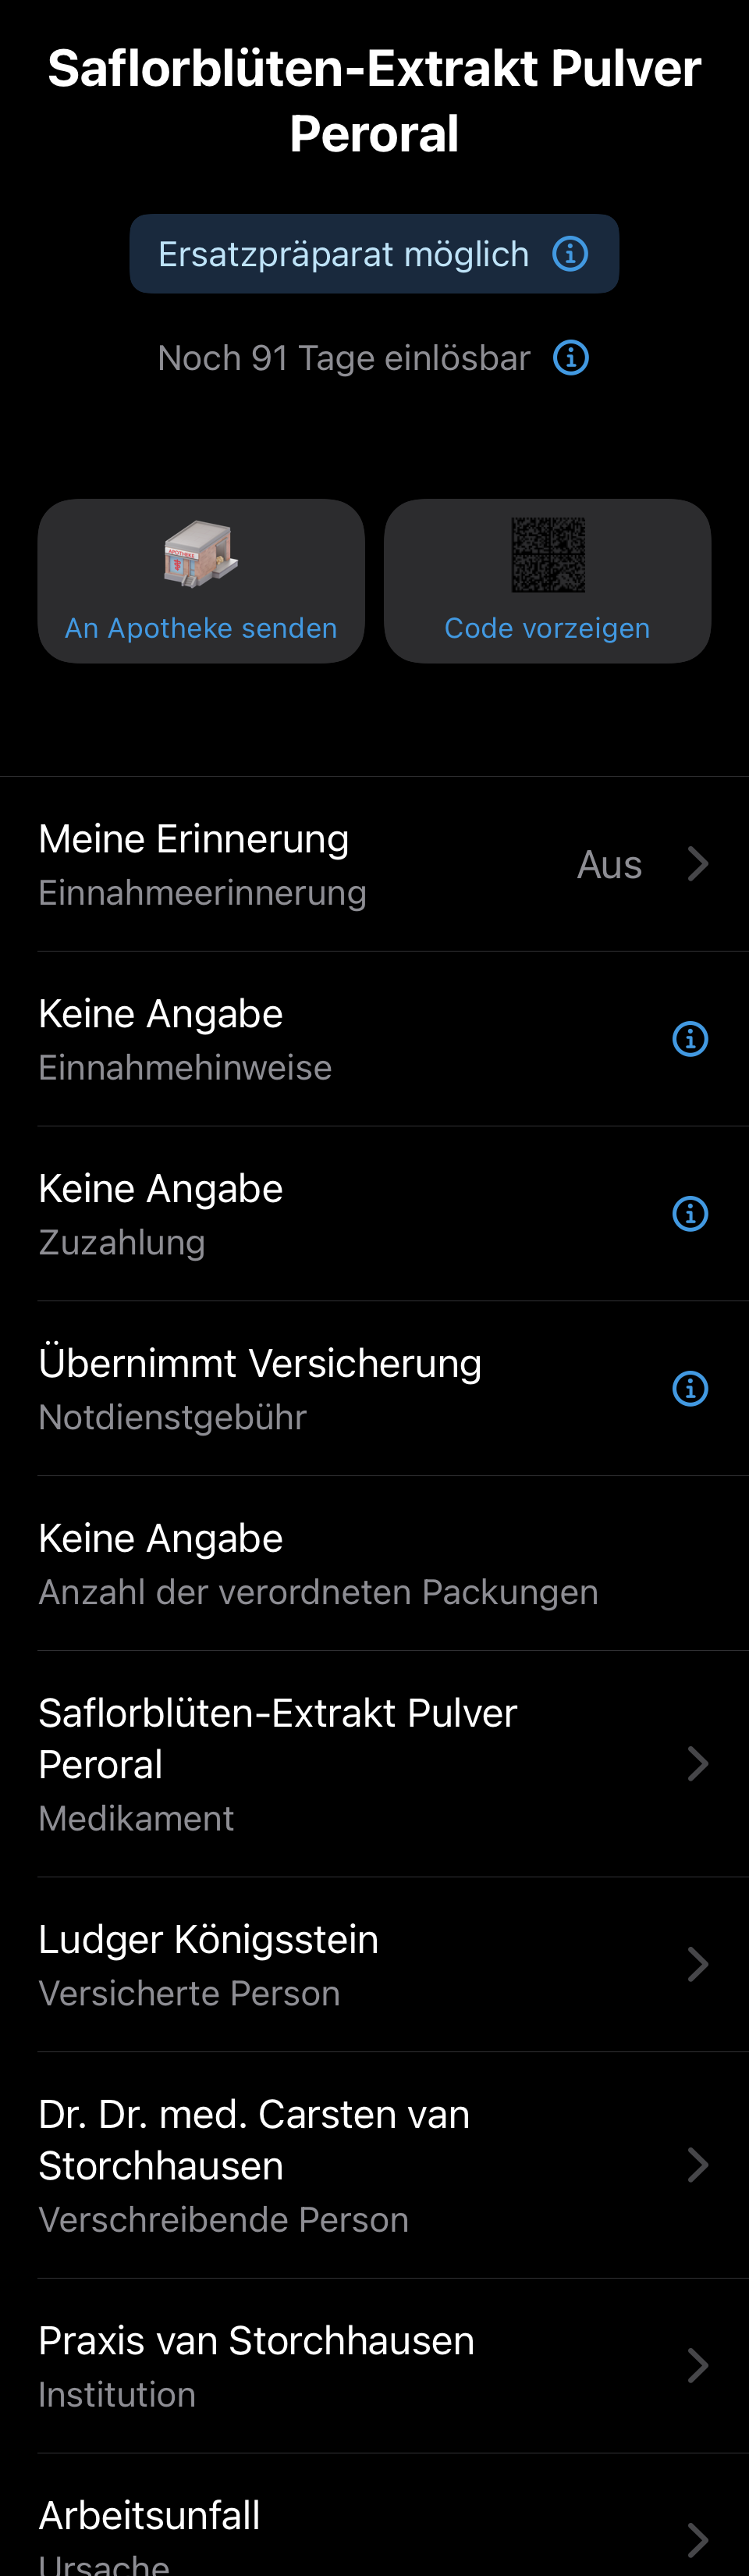 Saflorblüten-Extrakt Pulver
Peroral
Ersatzpräparat möglich
Noch 91 Tage einlösbar
APOTHEKE
An Apotheke senden
Code vorzeigen
Meine Erinnerung
Einnahmeerinnerung
Aus
Keine Angabe
Einnahmehinweise
Keine Angabe
Zuzahlung
Übernimmt Versicherung
Notdienstgebühr
Keine Angabe
Anzahl der verordneten Packungen
Saflorblüten-Extrakt Pulver
Peroral
Medikament
Ludger Königsstein
Versicherte Person
Dr. Dr. med. Carsten van
Storchhausen
Verschreibende Person
Praxis van Storchhausen
Institution
Arbeitsunfall
Ursache